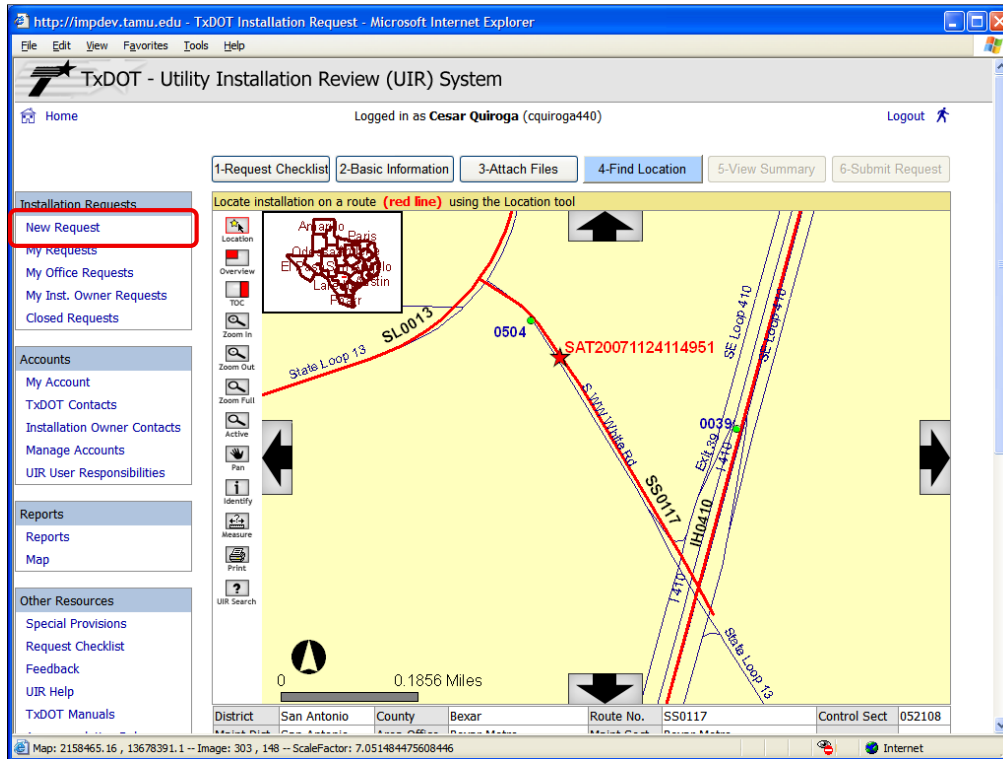 http://impdev.tamu.edu - TxDOT Installation Request - Microsoft Internet Explorer
File Edit View Favorites Tools Help
TxDOT - Utility Installation Review (UIR) System
Home
Logged in as Cesar Quiroga (cquiroga440)
Logout
1-Request Checklist
2-Basic Information
3-Attach Files
4-Find Location
5-View Summary
6-Submit Request
Installation Requests
New Request
My Requests
My Office Requests
My Inst. Owner Requests
Closed Requests
Accounts
My Account
TxDOT Contacts
Installation Owner Contacts
Manage Accounts
UIR User Responsibilities
Reports
Reports
Map
Other Resources
Special Provisions
Request Checklist
Feedback
UIR Help
TxDOT Manuals
Locate installation on a route (red line) using the Location tool
Location
Overview
TOC
Zoom In
Zoom Out
Zoom Full
Active
Pan
Identify
Measure
Print
UIR Search
Amarillo
Paris
El Paso
SL0013
State Loop 13
0504
SAT20071124114951
S WW White Rd
SS0117
SE Loop 410
SE Loop 410
0039
Exit 39
I 410
IH0410
I 410
State Loop 13
0 0.1856 Miles
District San Antonio County Bexar Route No. SS0117 Control Sect 052108
Map: 2158465.16 , 13678391.1 -- Image: 303 , 148 -- ScaleFactor: 7.051484475608446
Internet